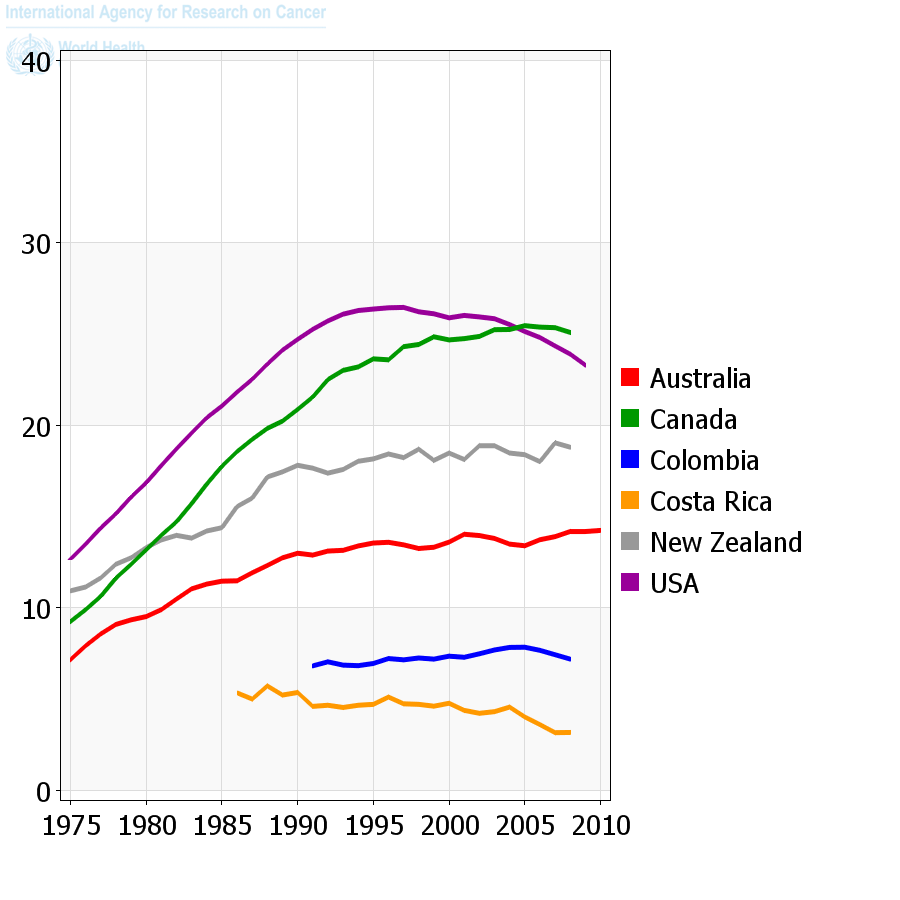 International Agency for Research on Cancer
World Health
40
30
20
10
0
1975 1980 1985 1990 1995 2000 2005 2010
Australia
Canada
Colombia
Costa Rica
New Zealand
USA